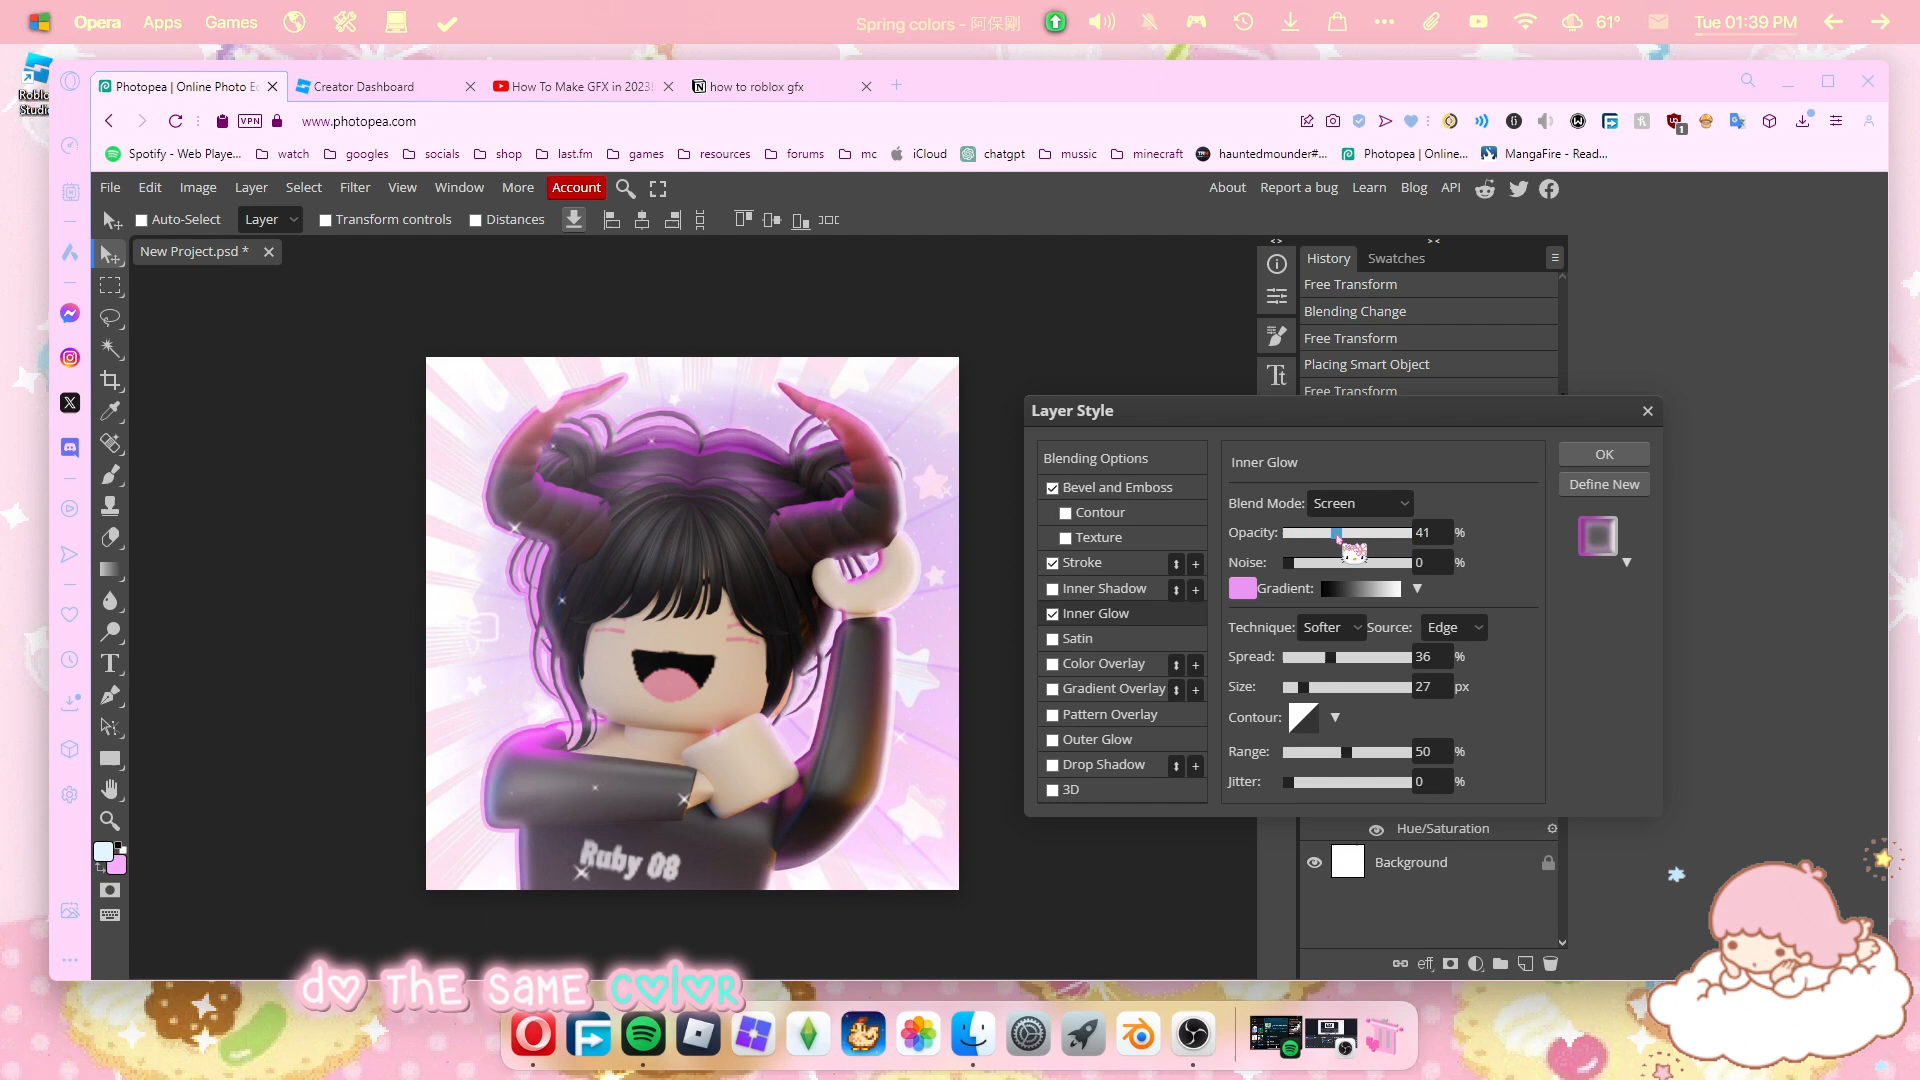 Opera Apps Games Spring colors - 阿保剛 61° Tue 01:39 PM
Roblo
Studi
Photopea | Online Photo Ec Creator Dashboard How To Make GFX in 2023! how to roblox gfx
VPN www.photopea.com
Spotify - Web Playe... watch googles socials shop last.fm games resources forums mc iCloud chatgpt mussic minecraft hauntedmounder#... Photopea | Online... MangaFire - Read...
File Edit Image Layer Select Filter View Window More Account About Report a bug Learn Blog API
Auto-Select Layer Transform controls Distances
New Project.psd *
History Swatches
Free Transform
Blending Change
Free Transform
Placing Smart Object
Free Transform
Layer Style
Blending Options
Bevel and Emboss
Contour
Texture
Stroke
Inner Shadow
Inner Glow
Satin
Color Overlay
Gradient Overlay
Pattern Overlay
Outer Glow
Drop Shadow
3D
Inner Glow
Blend Mode: Screen
Opacity: 41 %
Noise: 0 %
Gradient:
Technique: Softer Source: Edge
Spread: 36 %
Size: 27 px
Contour:
Range: 50 %
Jitter: 0 %
OK
Define New
Hue/Saturation
Background
eff
Ruby 08
do THE SAME COLOR